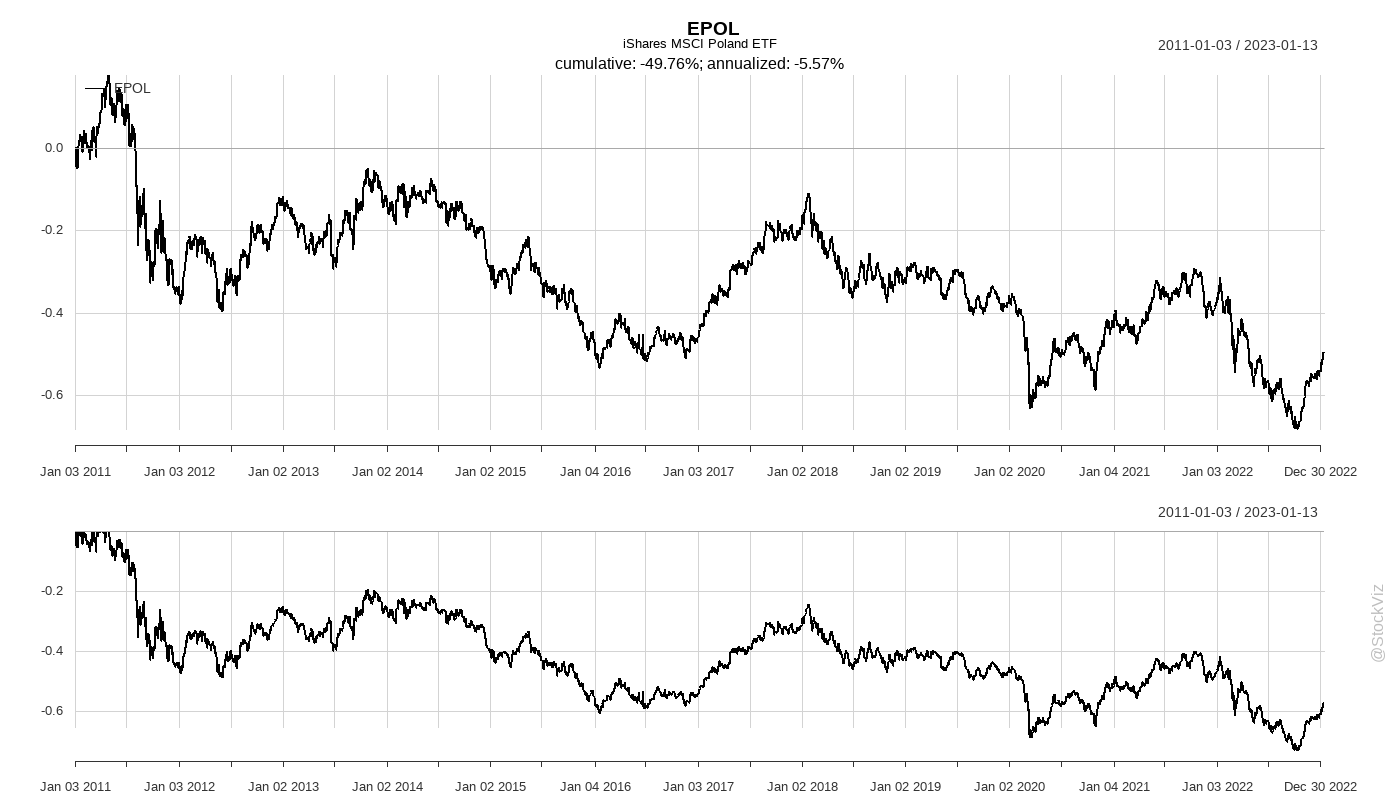 EPOL
iShares MSCI Poland ETF
2011-01-03 / 2023-01-13
cumulative: -49.76%; annualized: -5.57%
EPOL
0.0
-0.2
-0.4
-0.6
Jan 03 2011 Jan 03 2012 Jan 02 2013 Jan 02 2014 Jan 02 2015 Jan 04 2016 Jan 03 2017 Jan 02 2018 Jan 02 2019 Jan 02 2020 Jan 04 2021 Jan 03 2022 Dec 30 2022
2011-01-03 / 2023-01-13
-0.2
-0.4
-0.6
Jan 03 2011 Jan 03 2012 Jan 02 2013 Jan 02 2014 Jan 02 2015 Jan 04 2016 Jan 03 2017 Jan 02 2018 Jan 02 2019 Jan 02 2020 Jan 04 2021 Jan 03 2022 Dec 30 2022
@StockViz